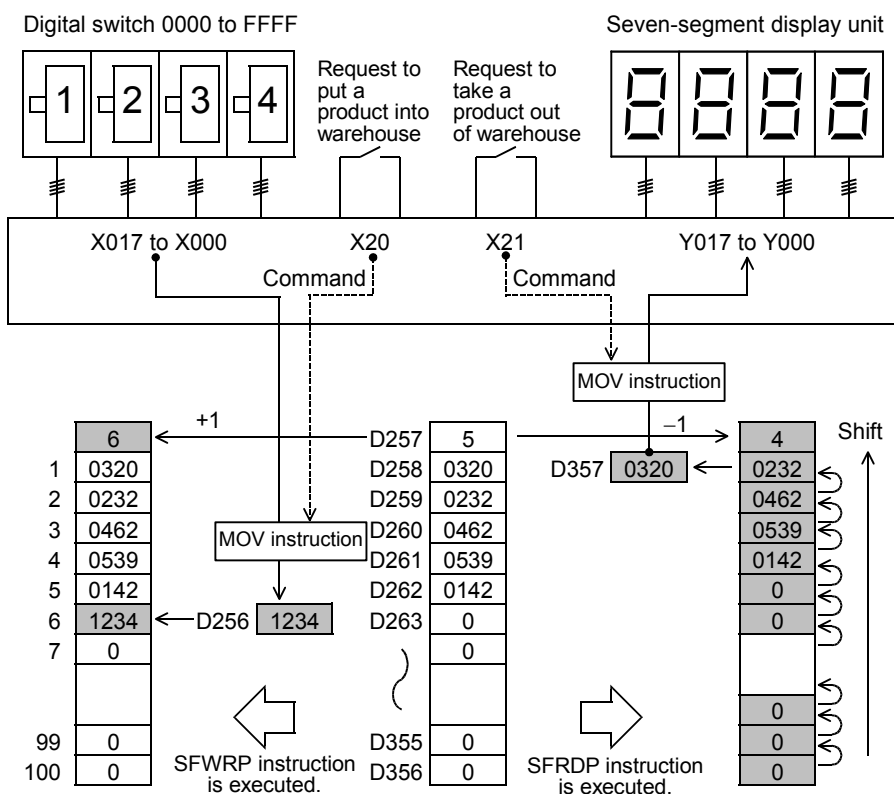 Digital switch 0000 to FFFF
Seven-segment display unit
1 2 3 4
Request to
put a
product into
warehouse
Request to
take a
product out
of warehouse
8 8 8 8
X017 to X000
X20
X21
Y017 to Y000
Command
Command
MOV instruction
+1
−1
6
D257 5
4
Shift
1 0320
D258 0320
D357 0320
0232
2 0232
D259 0232
0462
3 0462
MOV instruction
D260 0462
0539
4 0539
D261 0539
0142
5 0142
D262 0142
0
6 1234
D256 1234
D263 0
0
7 0
0
0
99 0
D355 0
0
100 0
D356 0
0
SFWRP instruction
is executed.
SFRDP instruction
is executed.